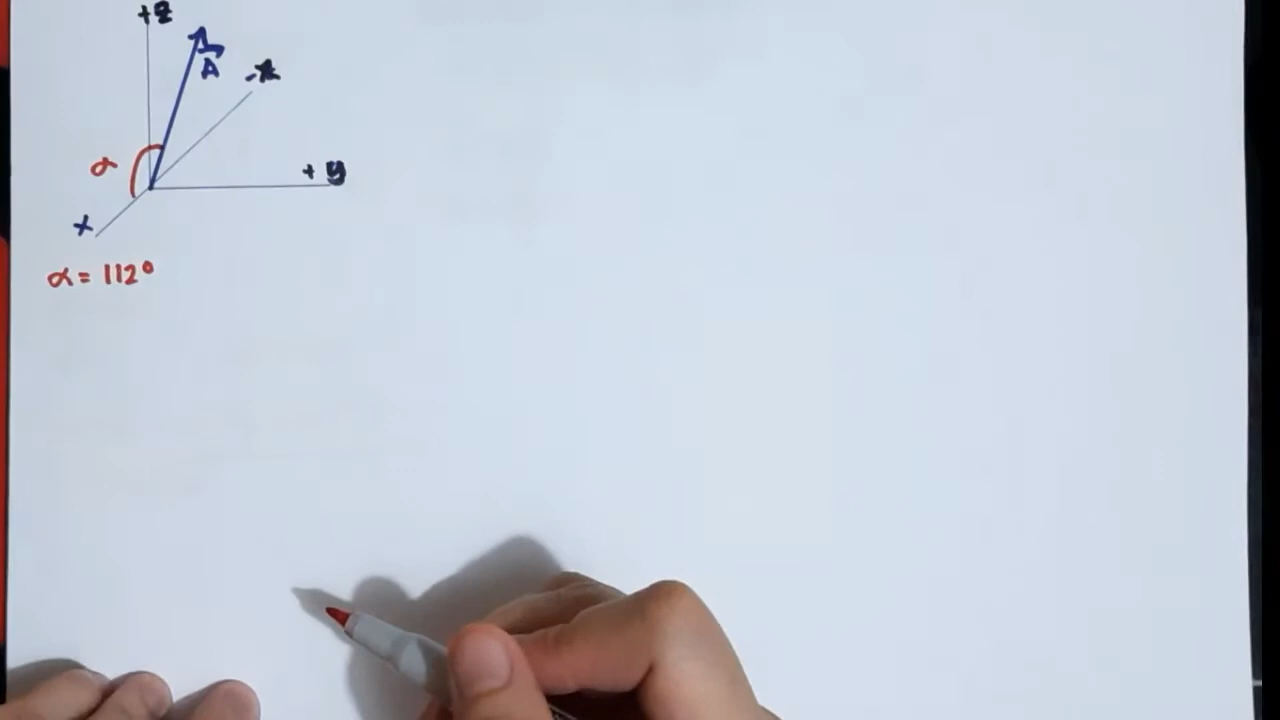 +z
A
-x
α
+y
x
α = 112°